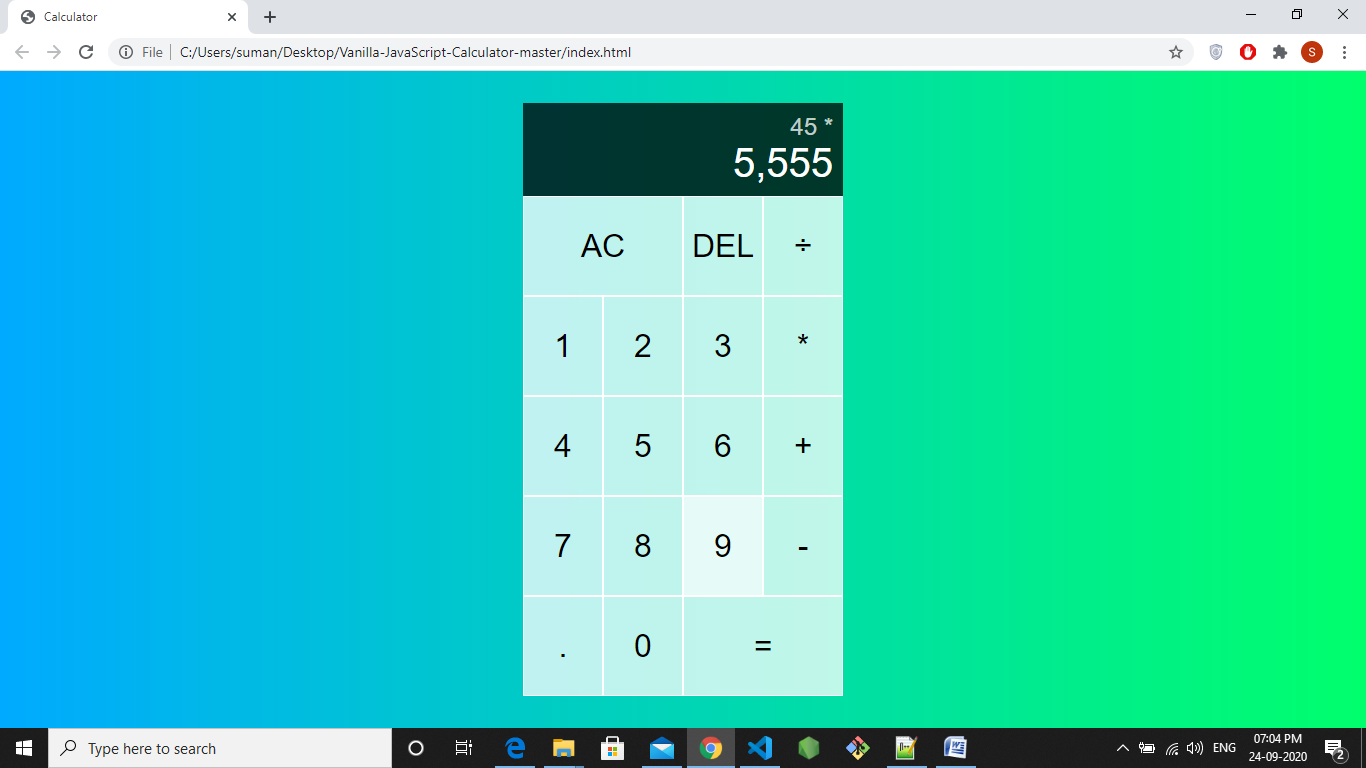 Calculator
File C:/Users/suman/Desktop/Vanilla-JavaScript-Calculator-master/index.html
S
45 *
5,555
AC DEL ÷
1 2 3 *
4 5 6 +
7 8 9 -
. 0 =
Type here to search
ENG
07:04 PM
24-09-2020
2